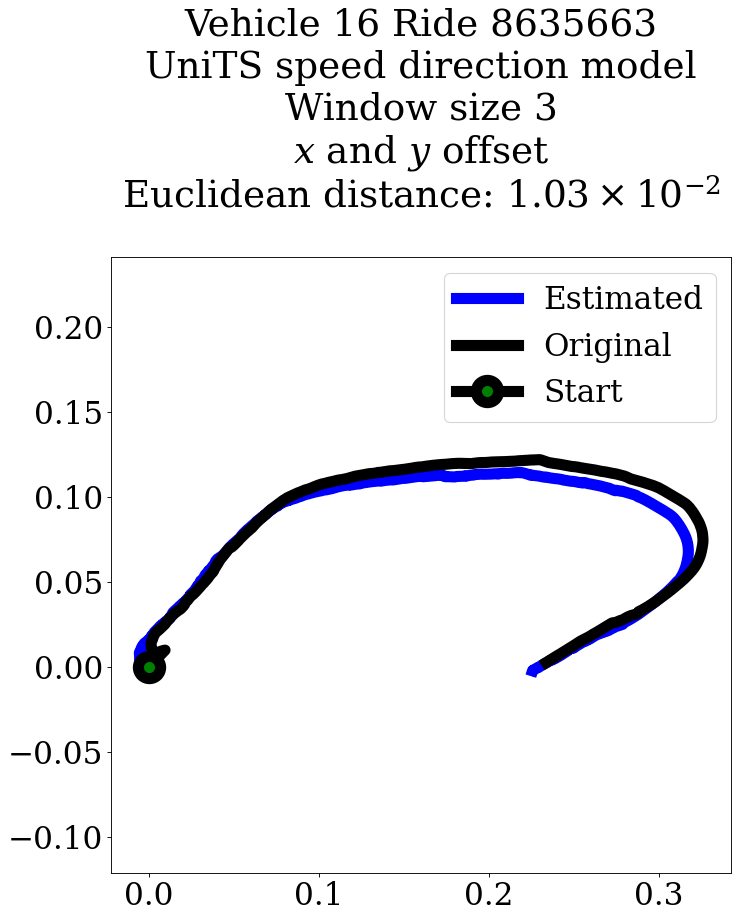 Vehicle 16 Ride 8635663
UniTS speed direction model
Window size 3
x and y offset
Euclidean distance: 1.03 × 10⁻²
Estimated
Original
Start
0.20
0.15
0.10
0.05
0.00
−0.05
−0.10
0.0 0.1 0.2 0.3